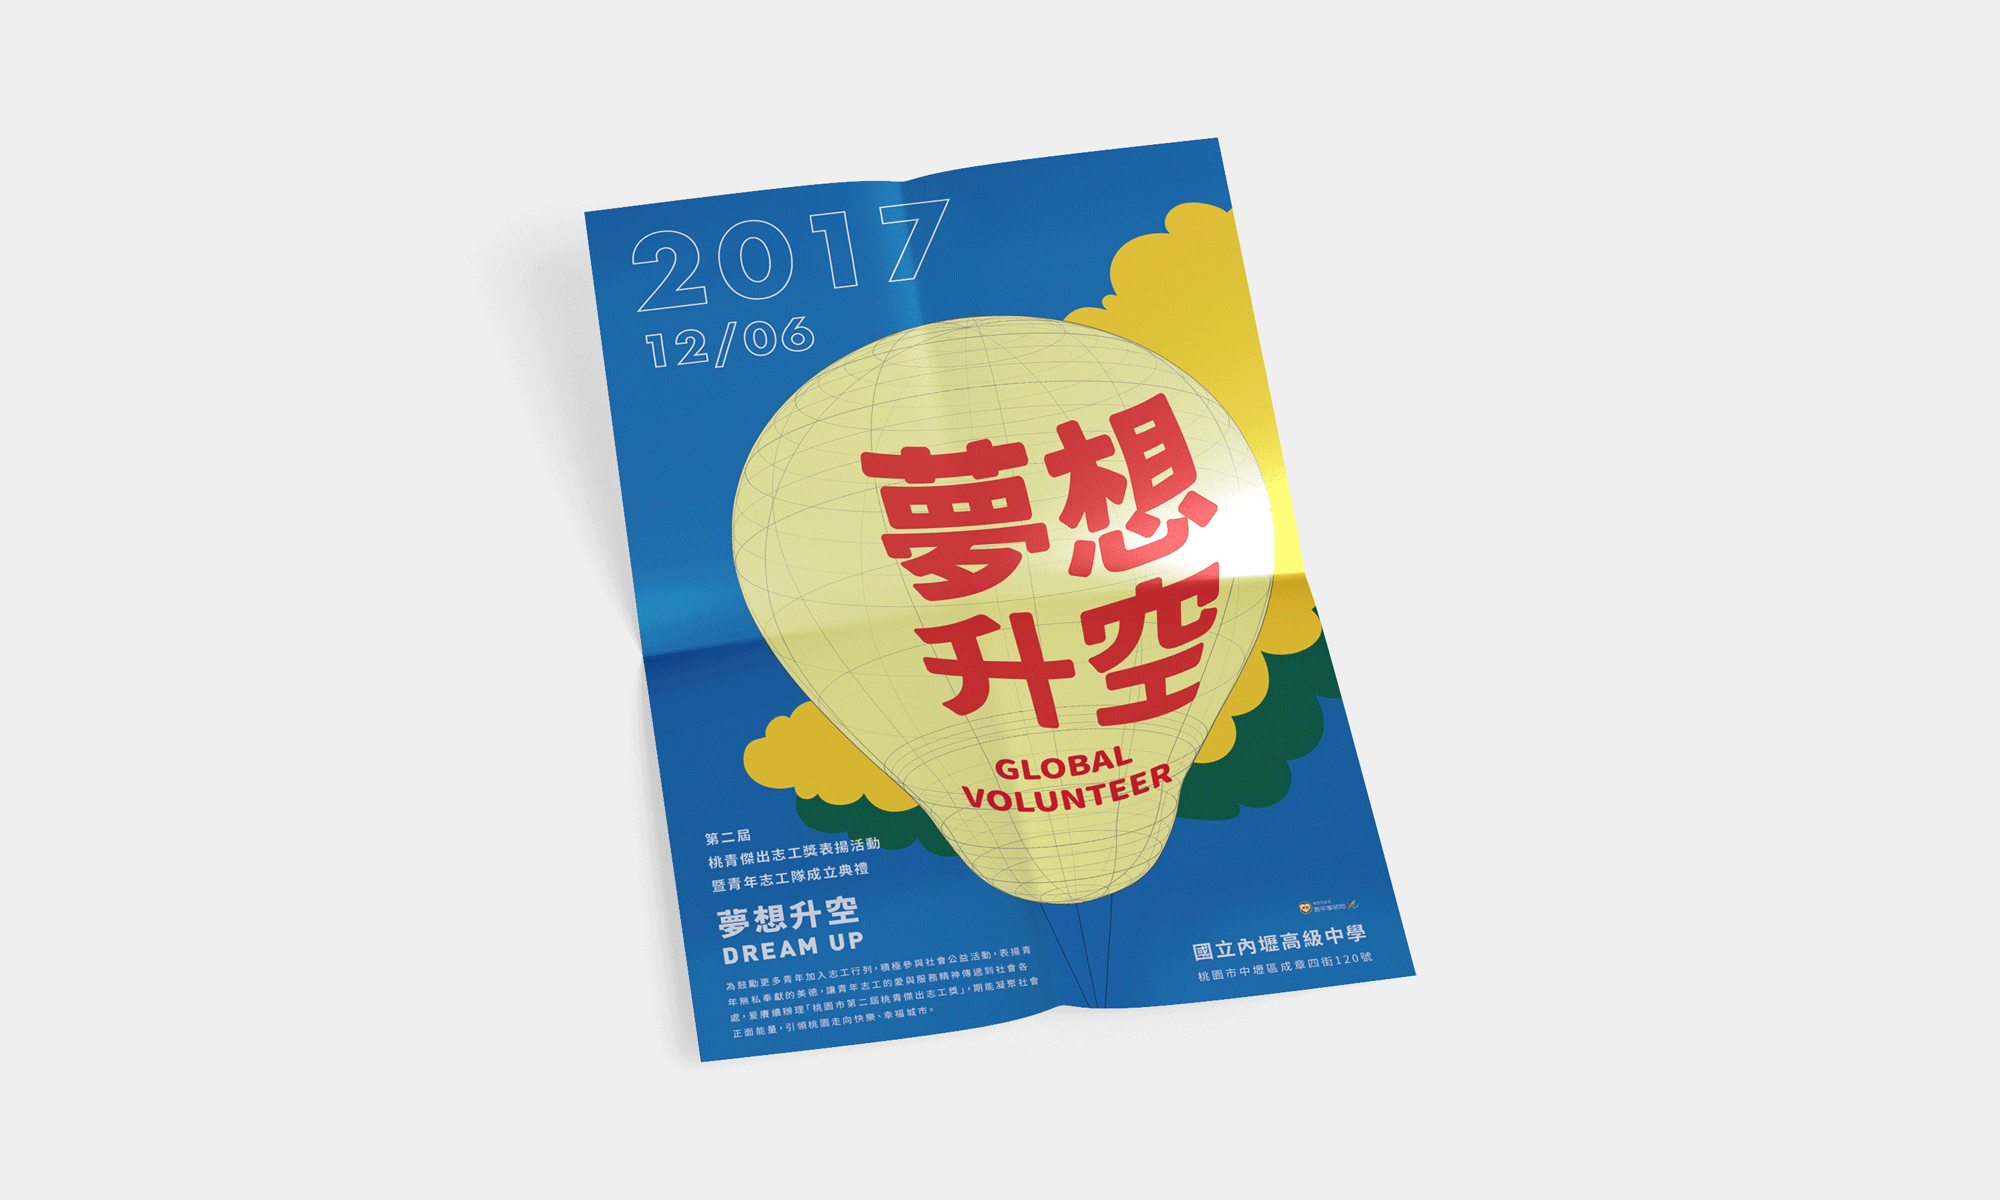 2017
12/06
夢想
升空
GLOBAL
VOLUNTEER
第二屆
桃青傑出志工獎表揚活動
暨青年志工隊成立典禮
夢想升空
DREAM UP
為鼓勵更多青年加入志工行列，積極參與社會公益活動，表揚青
年無私奉獻的美德，讓青年志工的愛與服務精神傳遞到社會各
處，爰賡續辦理「桃園市第二屆桃青傑出志工獎」，期能凝聚社會
正面能量，引領桃園走向快樂、幸福城市。
國立內壢高級中學
桃園市中壢區成章四街120號